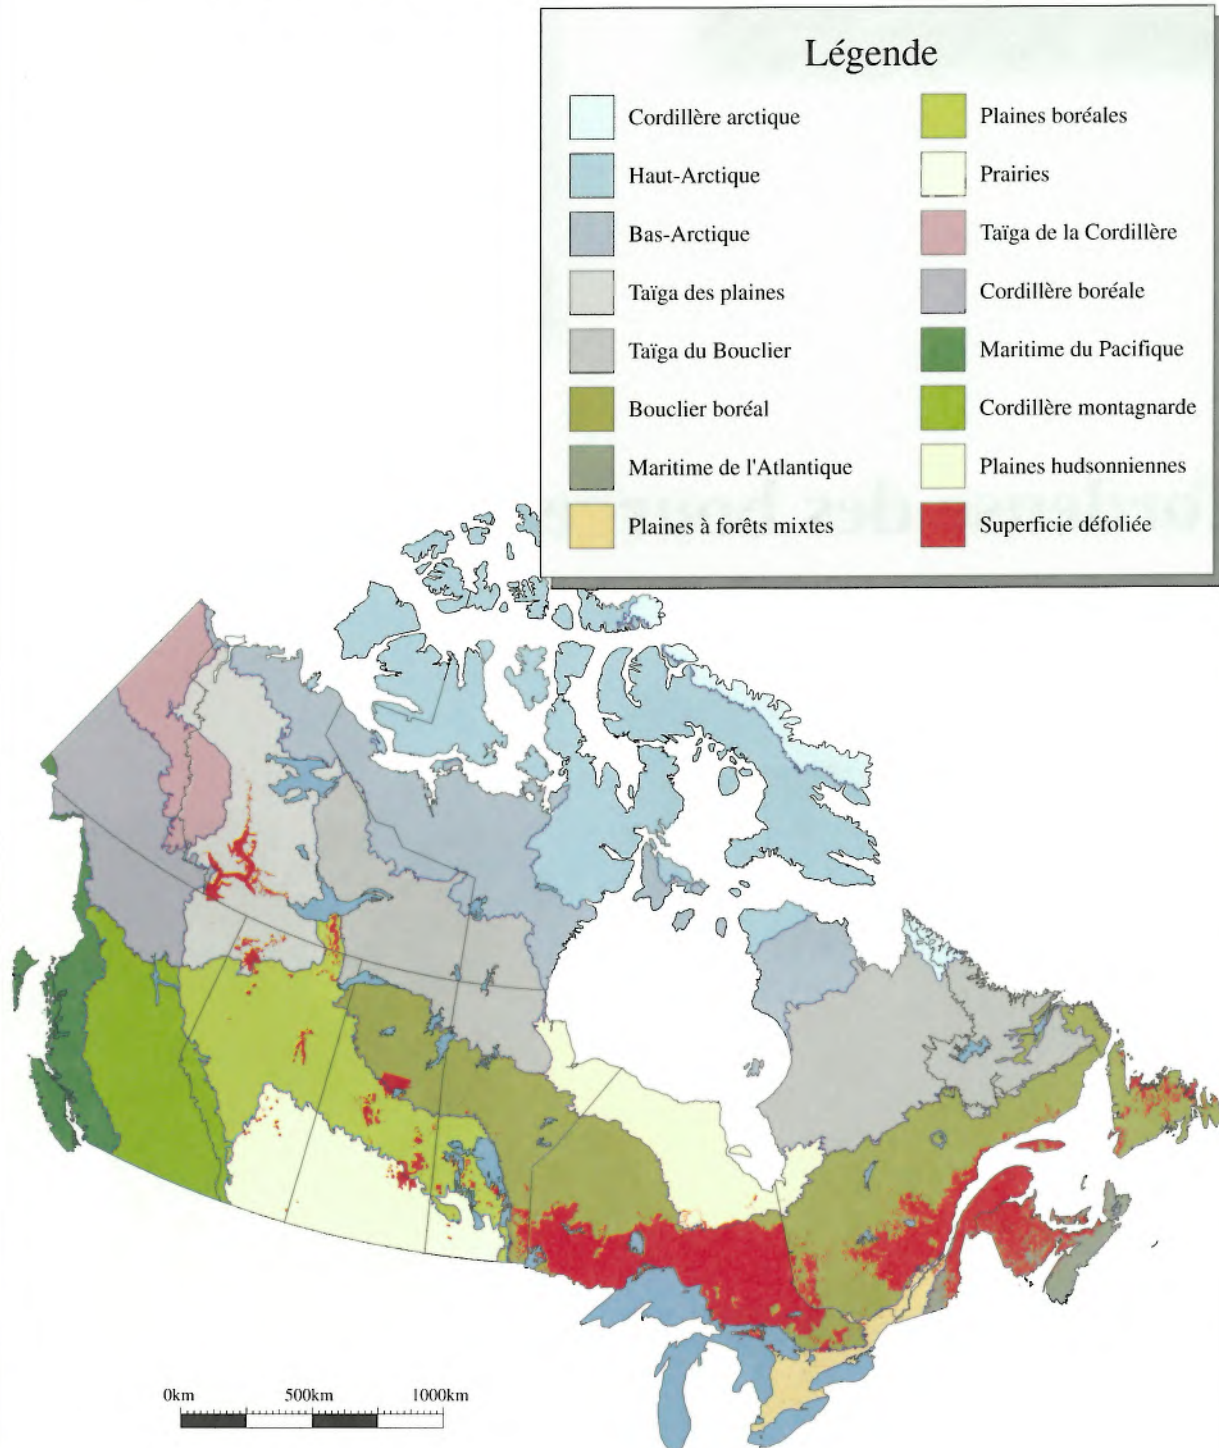 Légende
Cordillère arctique
Haut-Arctique
Bas-Arctique
Taïga des plaines
Taïga du Bouclier
Bouclier boréal
Maritime de l'Atlantique
Plaines à forêts mixtes
Plaines boréales
Prairies
Taïga de la Cordillère
Cordillère boréale
Maritime du Pacifique
Cordillère montagnarde
Plaines hudsonniennes
Superficie défoliée
0km 500km 1000km